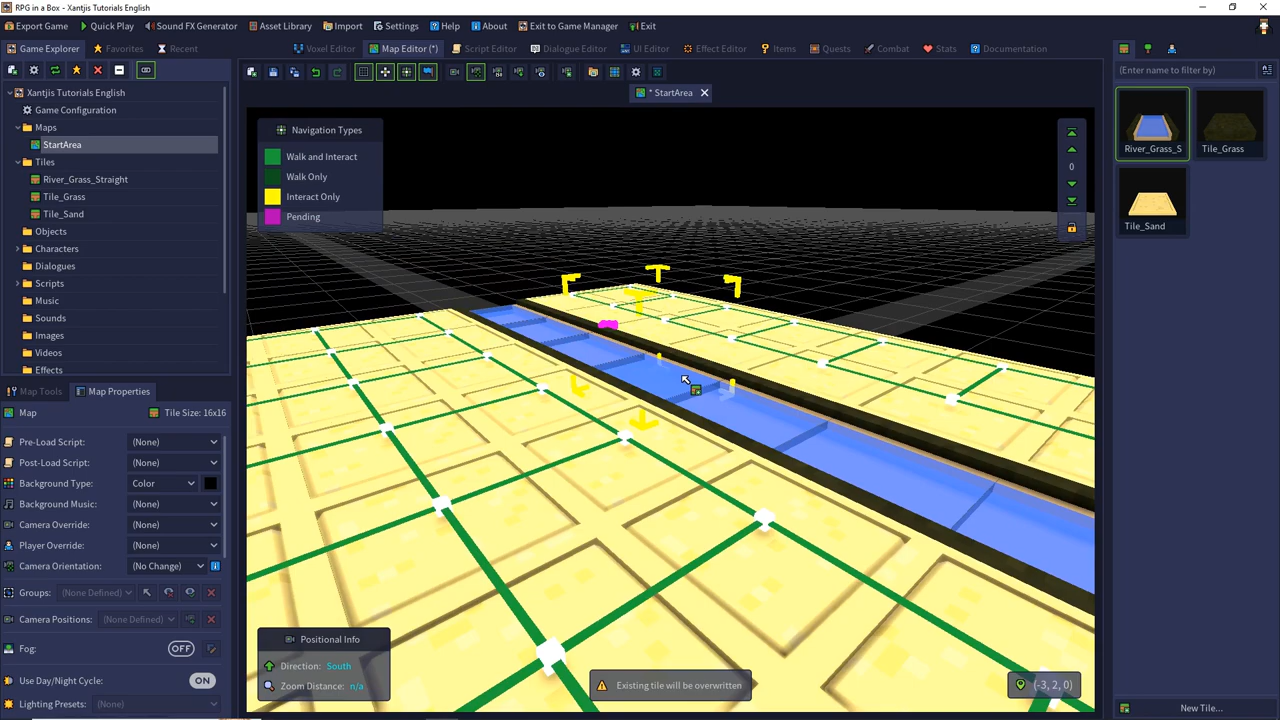 RPG in a Box — Xantjis Tutorials English
Export Game Quick Play Sound FX Generator Asset Library Import Settings Help About Exit to Game Manager Exit
Game Explorer Favorites Recent
Voxel Editor Map Editor (*) Script Editor Dialogue Editor UI Editor Effect Editor Items Quests Combat Stats Documentation
* StartArea
Xantjis Tutorials English
Game Configuration
Maps
StartArea
Tiles
River_Grass_Straight
Tile_Grass
Tile_Sand
Objects
Characters
Dialogues
Scripts
Music
Sounds
Images
Videos
Effects
Map Tools Map Properties
Map Tile Size: 16x16
Pre-Load Script: (None)
Post-Load Script: (None)
Background Type: Color
Background Music: (None)
Camera Override: (None)
Player Override: (None)
Camera Orientation: (No Change)
Groups: (None Defined)
Camera Positions: (None Defined)
Fog: OFF
Use Day/Night Cycle: ON
Lighting Presets: (None)
Navigation Types
Walk and Interact
Walk Only
Interact Only
Pending
0
Positional Info
Direction: South
Zoom Distance: n/a
Existing tile will be overwritten
(-3, 2, 0)
(Enter name to filter by)
River_Grass_S
Tile_Grass
Tile_Sand
New Tile...